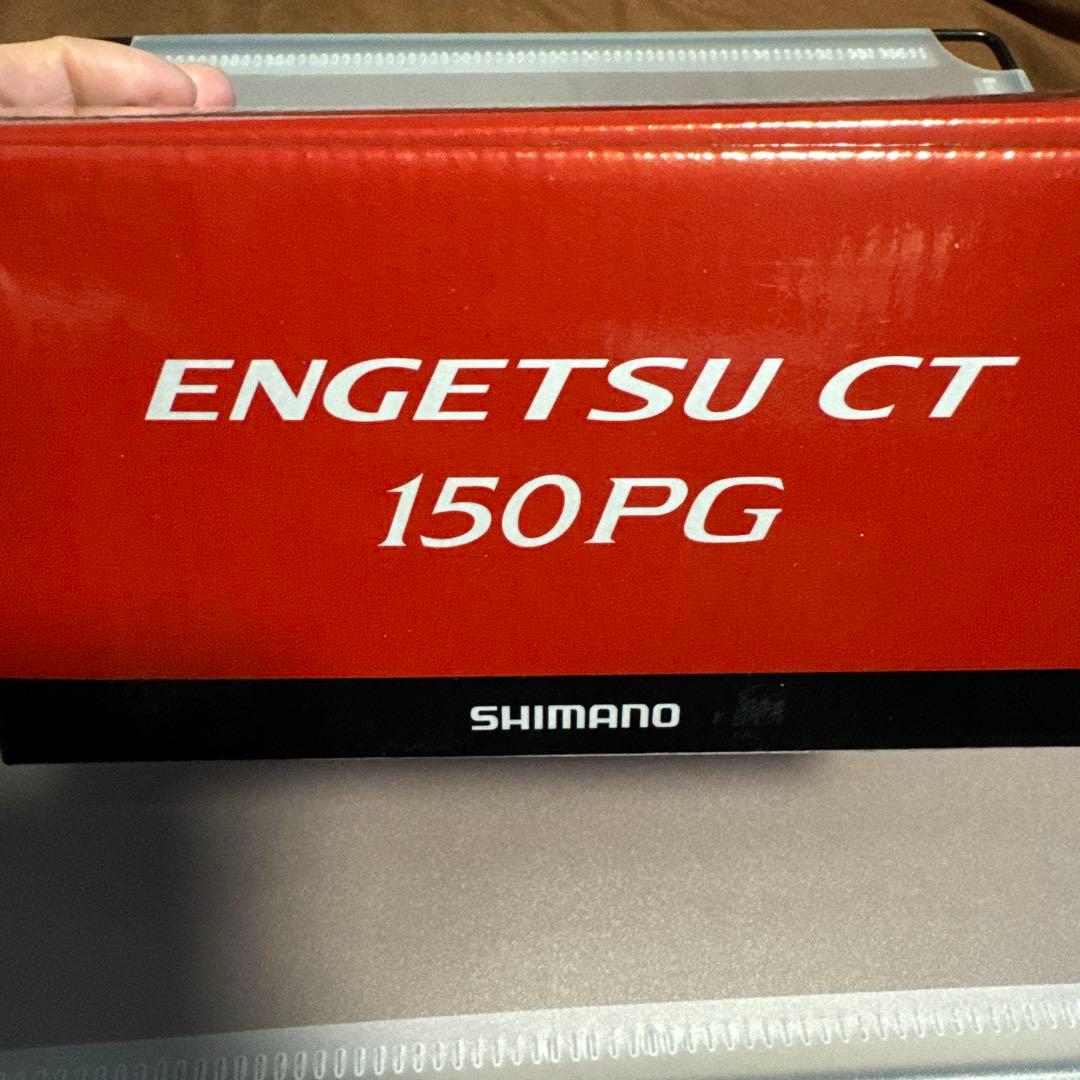 ENGETSU CT
150PG
SHIMANO